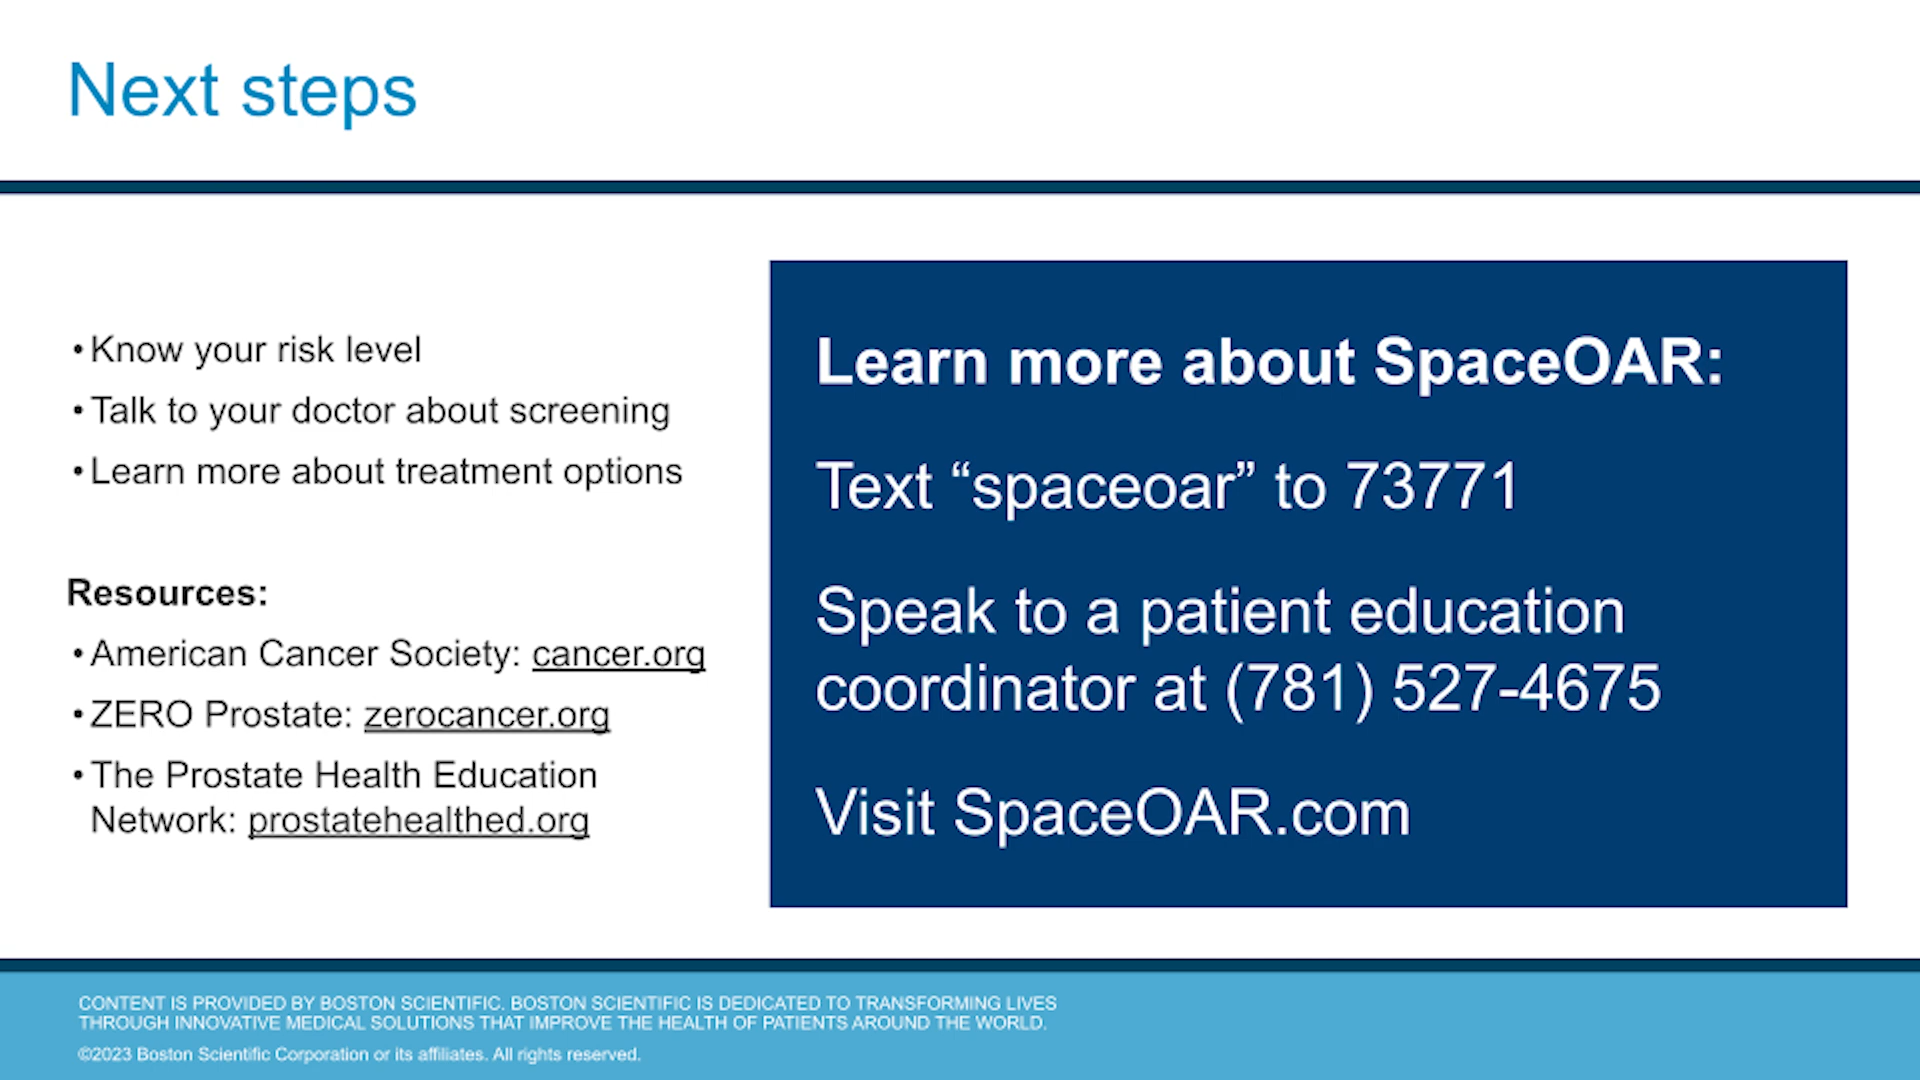 Next steps
• Know your risk level
• Talk to your doctor about screening
• Learn more about treatment options
Resources:
• American Cancer Society: cancer.org
• ZERO Prostate: zerocancer.org
• The Prostate Health Education
Network: prostatehealthed.org
Learn more about SpaceOAR:
Text “spaceoar” to 73771
Speak to a patient education
coordinator at (781) 527-4675
Visit SpaceOAR.com
CONTENT IS PROVIDED BY BOSTON SCIENTIFIC. BOSTON SCIENTIFIC IS DEDICATED TO TRANSFORMING LIVES
THROUGH INNOVATIVE MEDICAL SOLUTIONS THAT IMPROVE THE HEALTH OF PATIENTS AROUND THE WORLD.
©2023 Boston Scientific Corporation or its affiliates. All rights reserved.